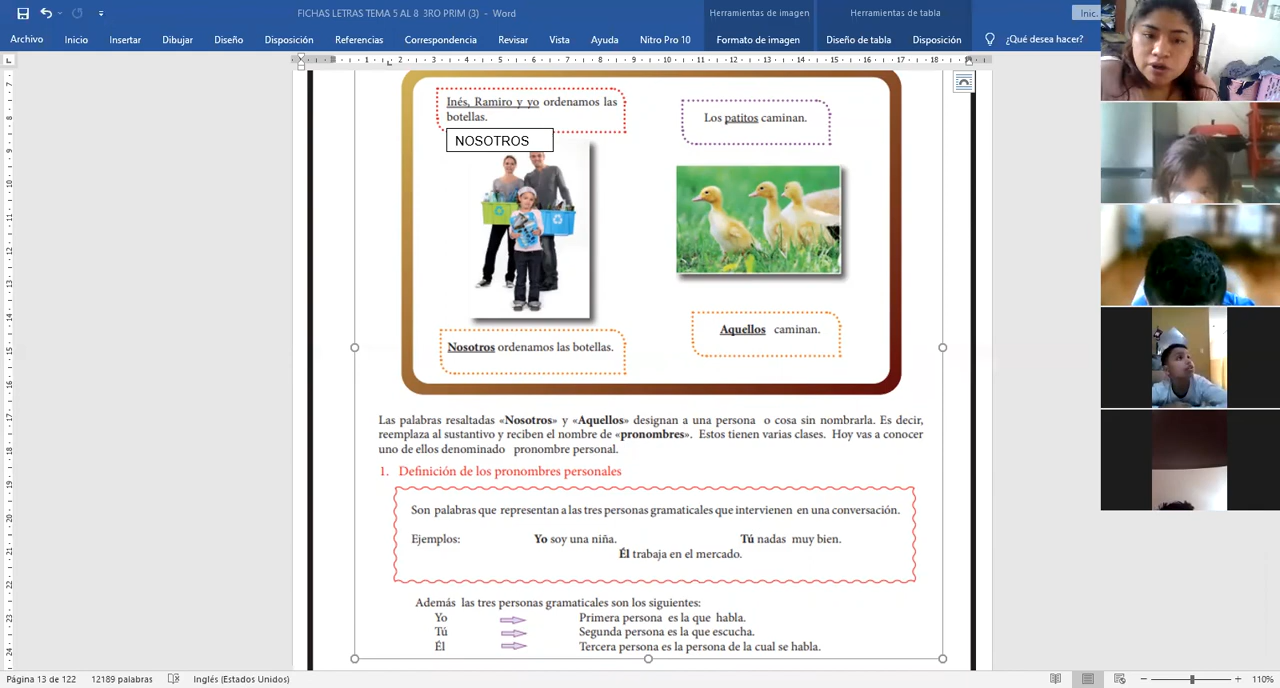 FICHAS LETRAS TEMA 5 AL 8 3RO PRIM (3) - Word
Herramientas de imagen
Herramientas de tabla
Inic.
Archivo
Inicio
Insertar
Dibujar
Diseño
Disposición
Referencias
Correspondencia
Revisar
Vista
Ayuda
Nitro Pro 10
Formato de imagen
Diseño de tabla
Disposición
¿Qué desea hacer?
Inés, Ramiro y yo ordenamos las
botellas.
NOSOTROS
Los patitos caminan.
Nosotros ordenamos las botellas.
Aquellos caminan.
Las palabras resaltadas «Nosotros» y «Aquellos» designan a una persona o cosa sin nombrarla. Es decir,
reemplaza al sustantivo y reciben el nombre de «pronombres». Estos tienen varias clases. Hoy vas a conocer
uno de ellos denominado pronombre personal.
1. Definición de los pronombres personales
Son palabras que representan a las tres personas gramaticales que intervienen en una conversación.
Ejemplos: Yo soy una niña. Tú nadas muy bien.
Él trabaja en el mercado.
Además las tres personas gramaticales son los siguientes:
Yo Primera persona es la que habla.
Tú Segunda persona es la que escucha.
Él Tercera persona es la persona de la cual se habla.
Página 13 de 122 12189 palabras Inglés (Estados Unidos) 110%